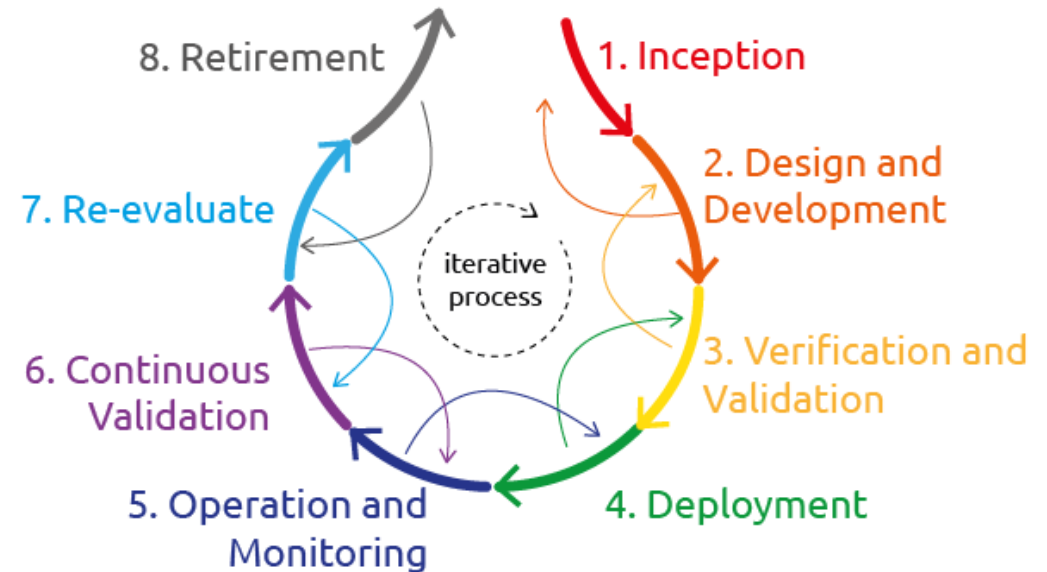 1. Inception
2. Design and
Development
3. Verification and
Validation
4. Deployment
5. Operation and
Monitoring
6. Continuous
Validation
7. Re-evaluate
8. Retirement
iterative
process